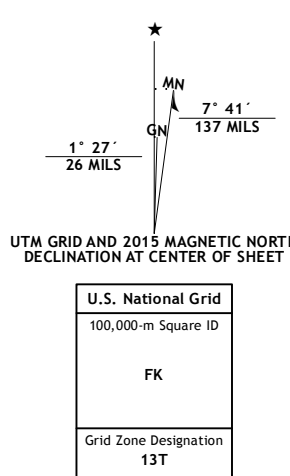 ★
MN
GN
7° 41´
137 MILS
1° 27´
26 MILS
UTM GRID AND 2015 MAGNETIC NORTH
DECLINATION AT CENTER OF SHEET
U.S. National Grid
100,000-m Square ID
FK
Grid Zone Designation
13T